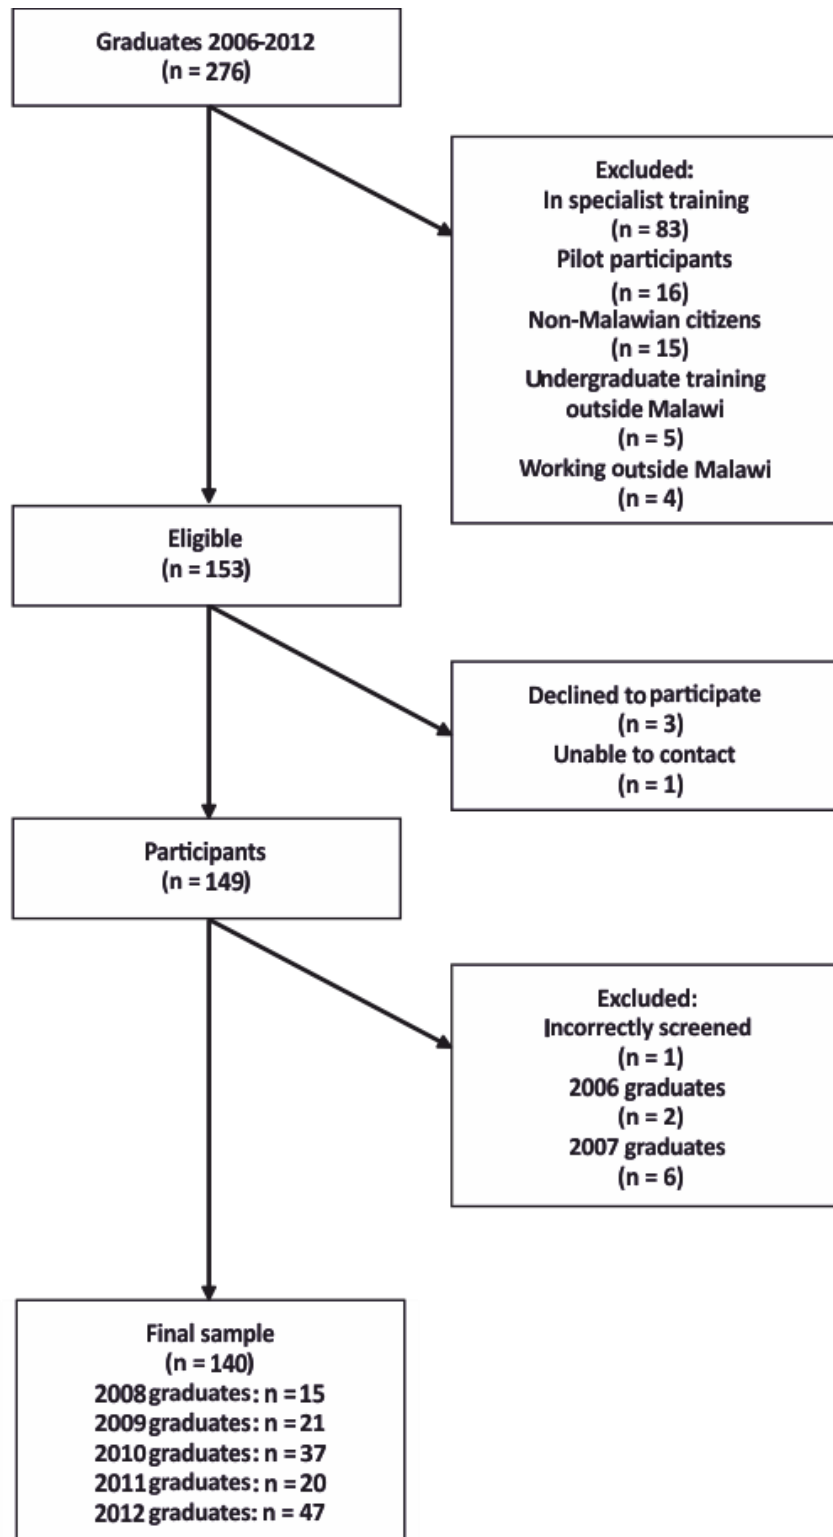 Graduates 2006-2012
(n = 276)
Excluded:
In specialist training
(n = 83)
Pilot participants
(n = 16)
Non-Malawian citizens
(n = 15)
Undergraduate training
outside Malawi
(n = 5)
Working outside Malawi
(n = 4)
Eligible
(n = 153)
Declined to participate
(n = 3)
Unable to contact
(n = 1)
Participants
(n = 149)
Excluded:
Incorrectly screened
(n = 1)
2006 graduates
(n = 2)
2007 graduates
(n = 6)
Final sample
(n = 140)
2008 graduates: n = 15
2009 graduates: n = 21
2010 graduates: n = 37
2011 graduates: n = 20
2012 graduates: n = 47